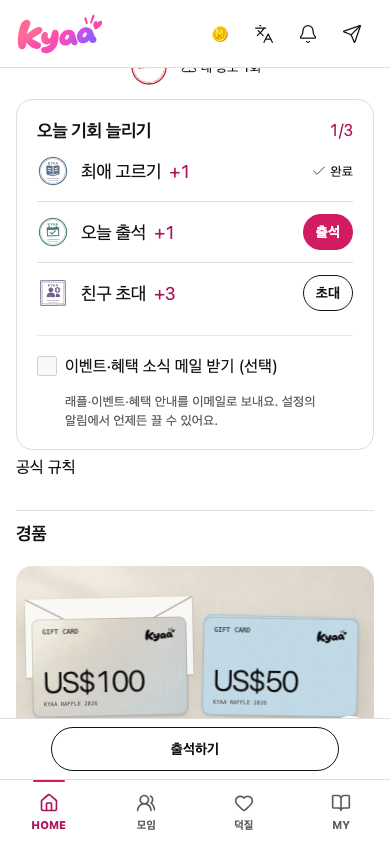 Kyaa
오늘 기회 늘리기 1/3
최애 고르기 +1 완료
오늘 출석 +1 출석
친구 초대 +3 초대
이벤트·혜택 소식 메일 받기 (선택)
래플·이벤트·혜택 안내를 이메일로 보내요. 설정의
알림에서 언제든 끌 수 있어요.
공식 규칙
경품
GIFT CARD Kyaa
US$100
KYAA RAFFLE 2026
GIFT CARD Kyaa
US$50
KYAA RAFFLE 2026
출석하기
HOME 모임 덕질 MY